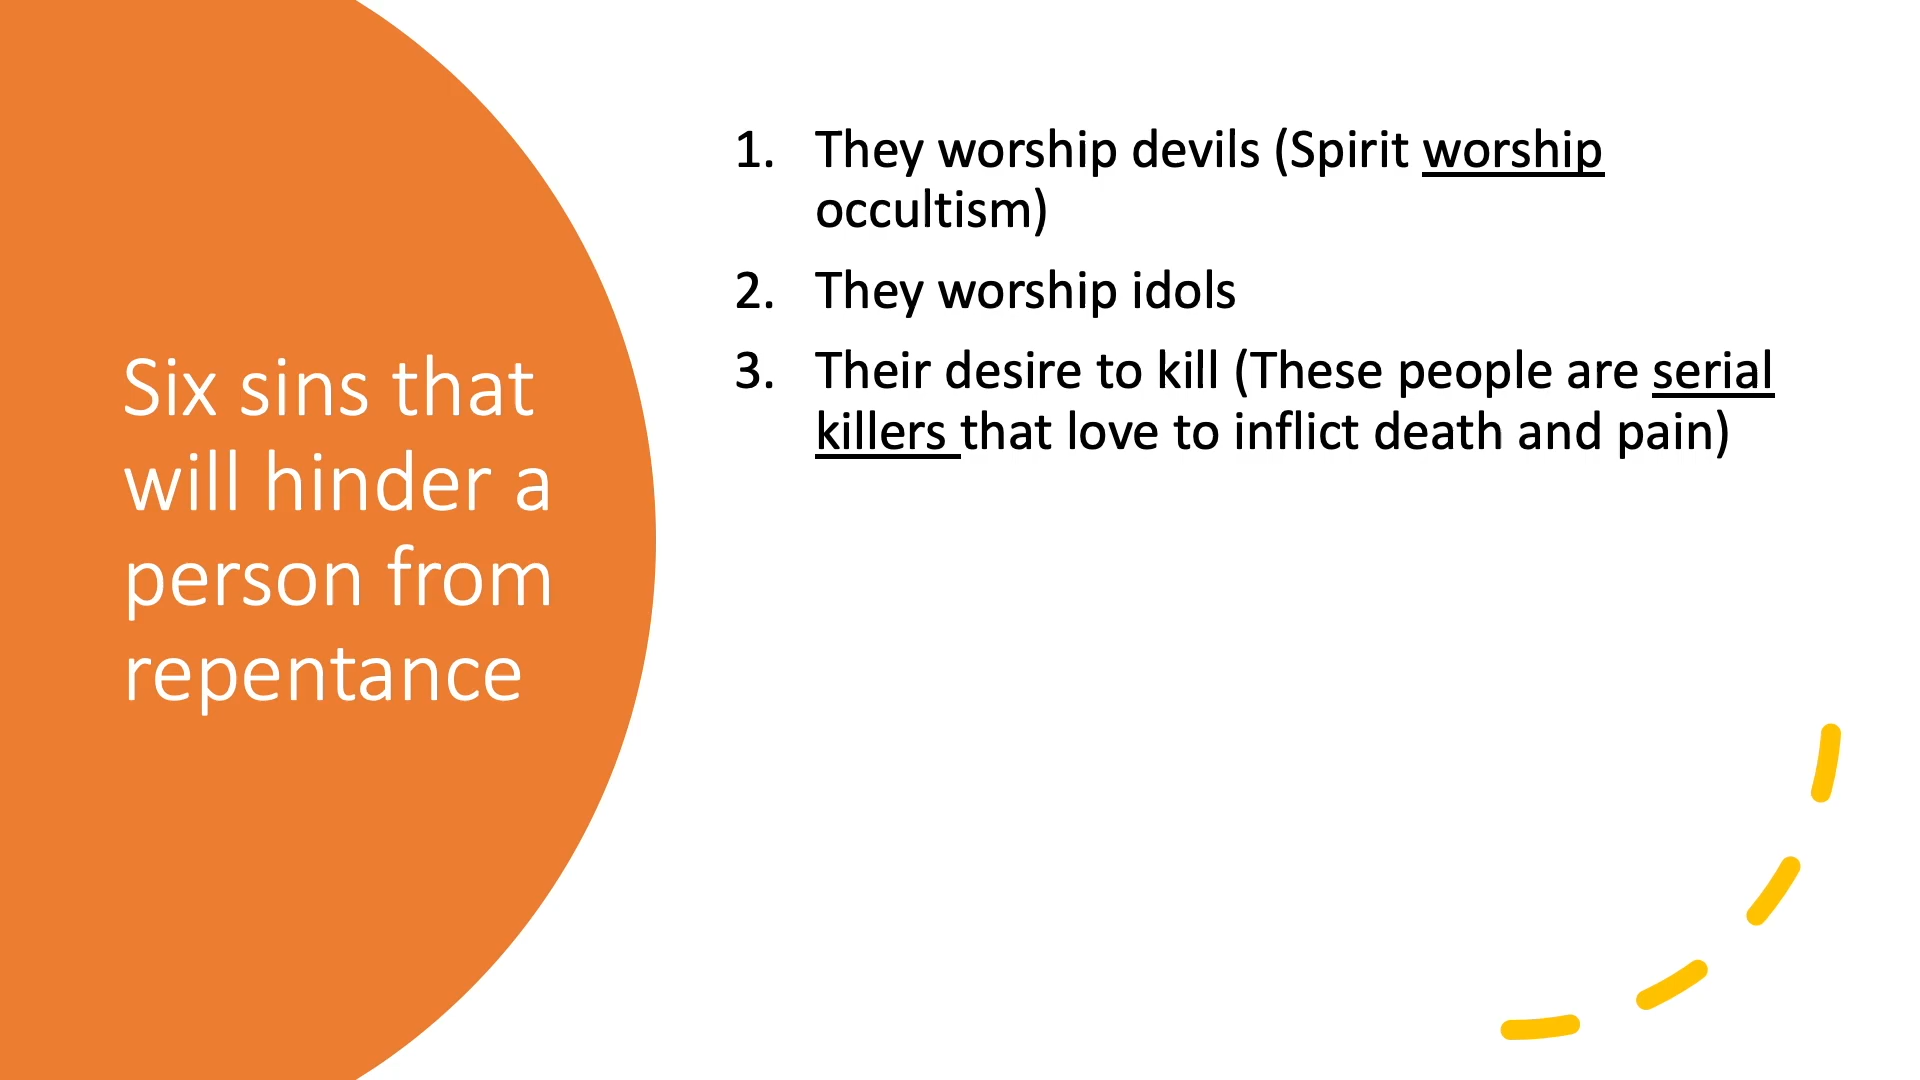 Six sins that
will hinder a
person from
repentance
1. They worship devils (Spirit worship
occultism)
2. They worship idols
3. Their desire to kill (These people are serial
killers that love to inflict death and pain)